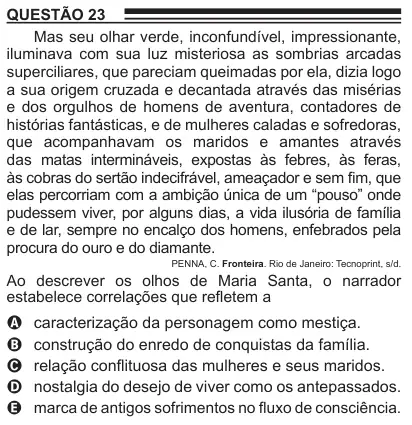 QUESTÃO 23
Mas seu olhar verde, inconfundível, impressionante,
iluminava com sua luz misteriosa as sombrias arcadas
superciliares, que pareciam queimadas por ela, dizia logo
a sua origem cruzada e decantada através das misérias
e dos orgulhos de homens de aventura, contadores de
histórias fantásticas, e de mulheres caladas e sofredoras,
que acompanhavam os maridos e amantes através
das matas intermináveis, expostas às febres, às feras,
às cobras do sertão indecifrável, ameaçador e sem fim, que
elas percorriam com a ambição única de um “pouso” onde
pudessem viver, por alguns dias, a vida ilusória de família
e de lar, sempre no encalço dos homens, enfebrados pela
procura do ouro e do diamante.
PENNA, C. Fronteira. Rio de Janeiro: Tecnoprint, s/d.
Ao descrever os olhos de Maria Santa, o narrador
estabelece correlações que refletem a
A caracterização da personagem como mestiça.
B construção do enredo de conquistas da família.
C relação conflituosa das mulheres e seus maridos.
D nostalgia do desejo de viver como os antepassados.
E marca de antigos sofrimentos no fluxo de consciência.